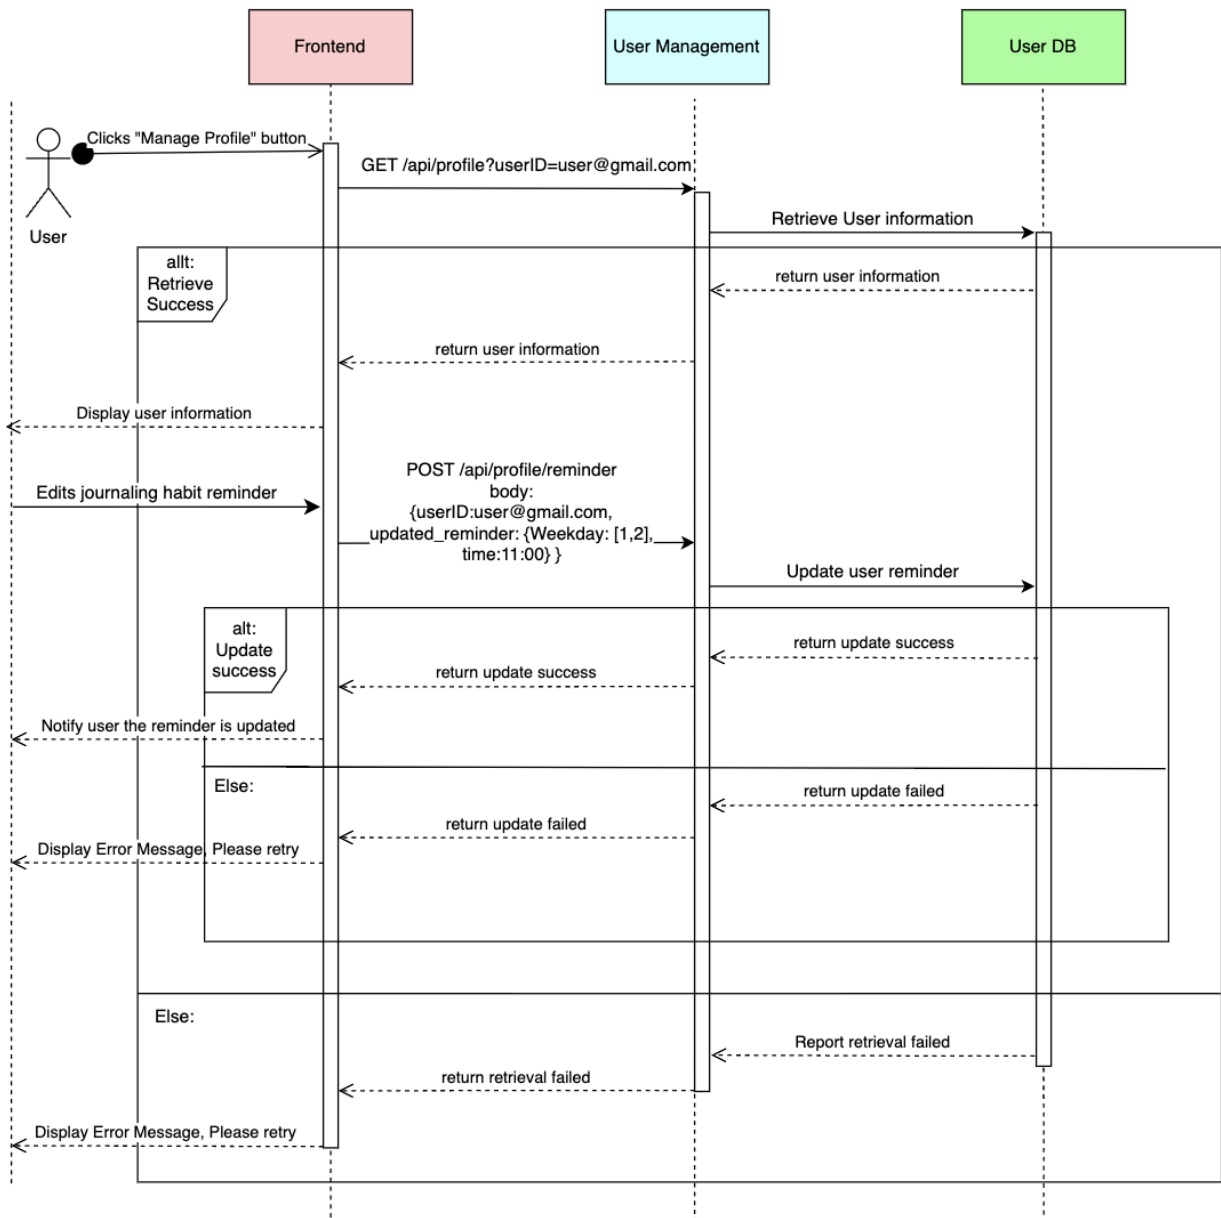 Frontend
User Management
User DB
Clicks "Manage Profile" button
GET /api/profile?userID=user@gmail.com
User
Retrieve User information
allt:
Retrieve
Success
return user information
return user information
Display user information
POST /api/profile/reminder
body:
{userID:user@gmail.com,
updated_reminder: {Weekday: [1,2],
time:11:00} }
Edits journaling habit reminder
Update user reminder
alt:
Update
success
return update success
return update success
Notify user the reminder is updated
Else:
return update failed
return update failed
Display Error Message, Please retry
Else:
Report retrieval failed
return retrieval failed
Display Error Message, Please retry